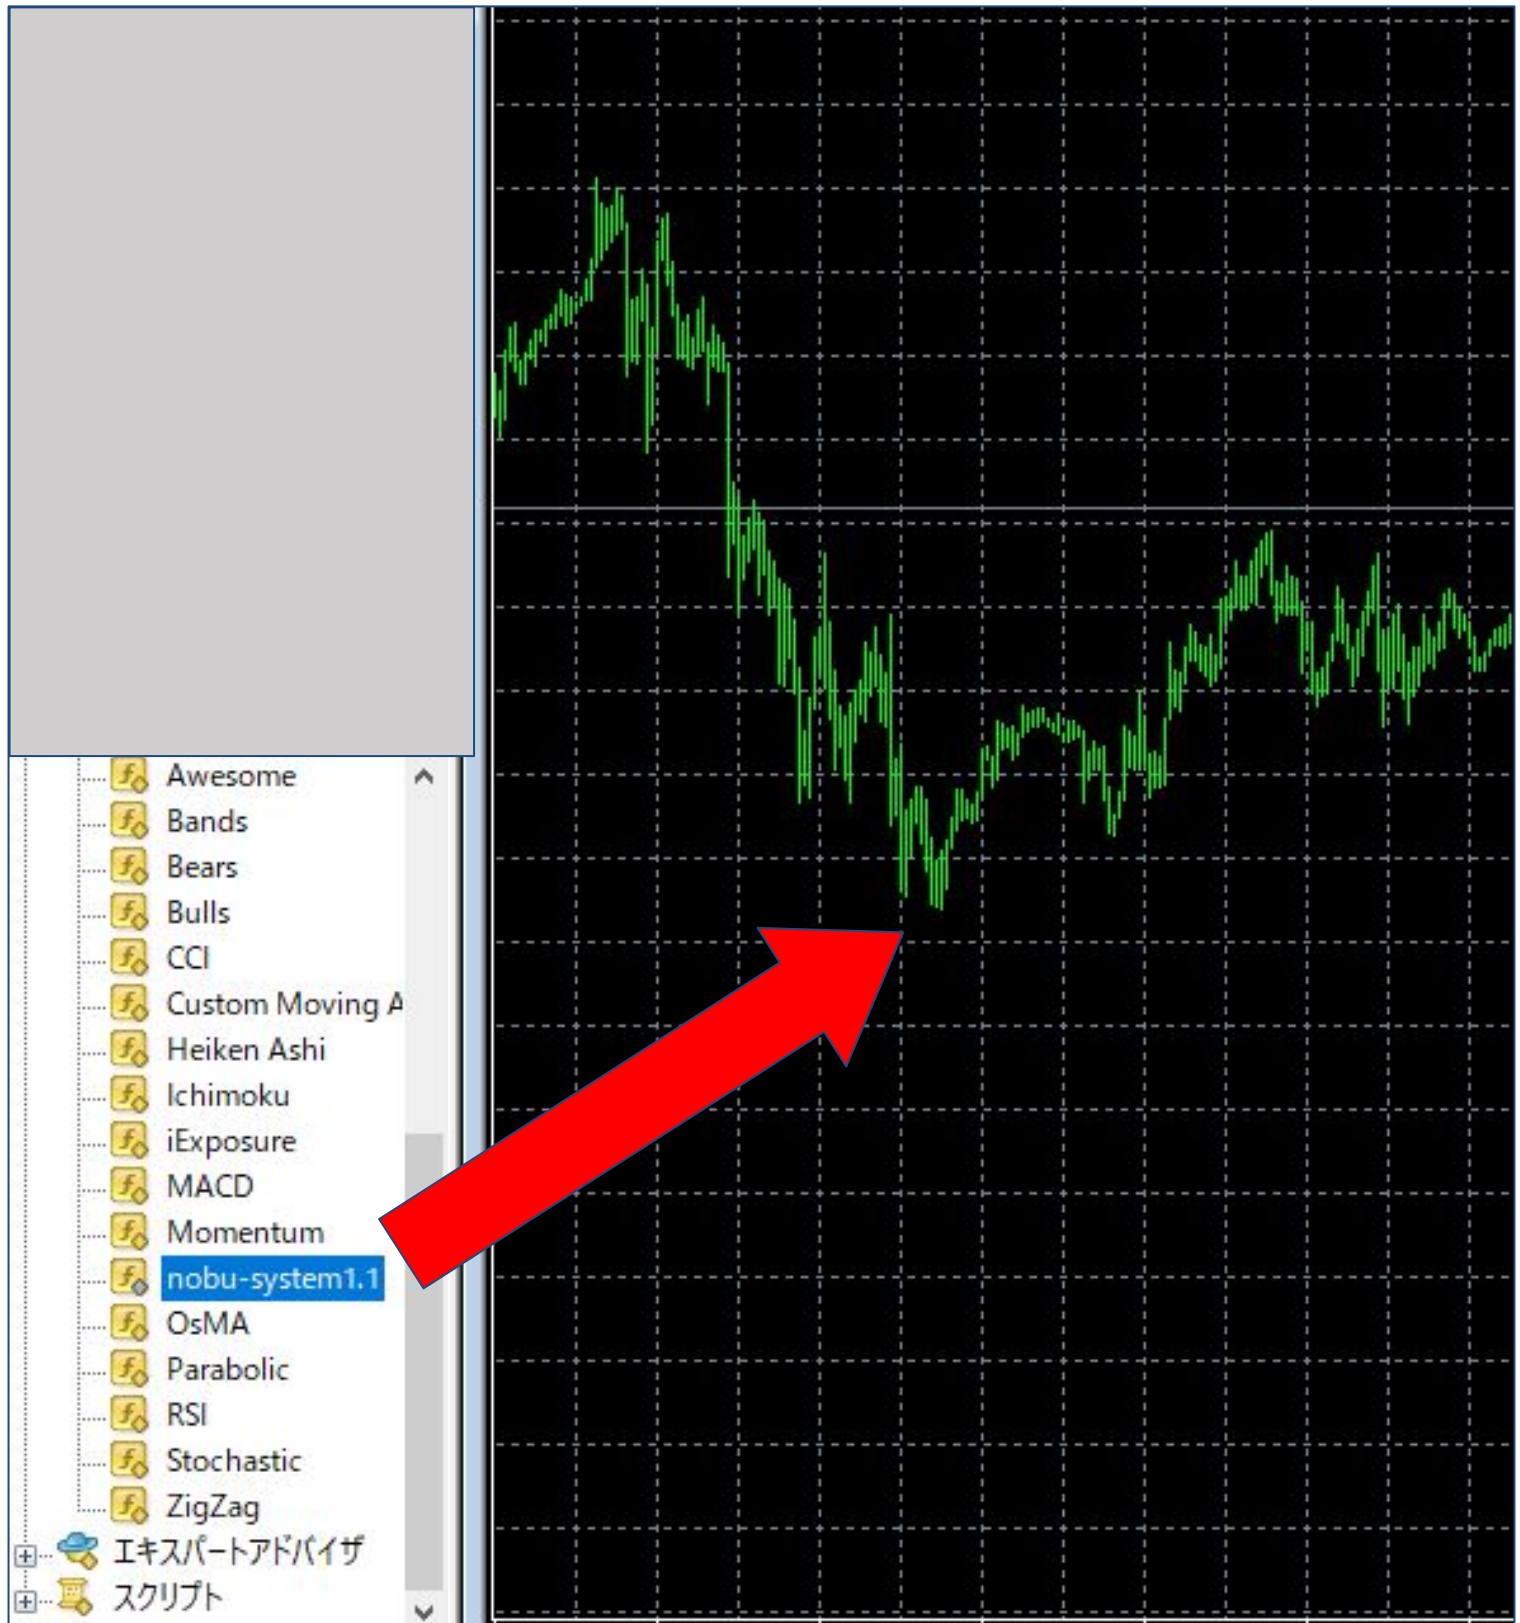 Awesome
Bands
Bears
Bulls
CCI
Custom Moving A
Heiken Ashi
Ichimoku
iExposure
MACD
Momentum
nobu-system1.1
OsMA
Parabolic
RSI
Stochastic
ZigZag
エキスパートアドバイザ
スクリプト